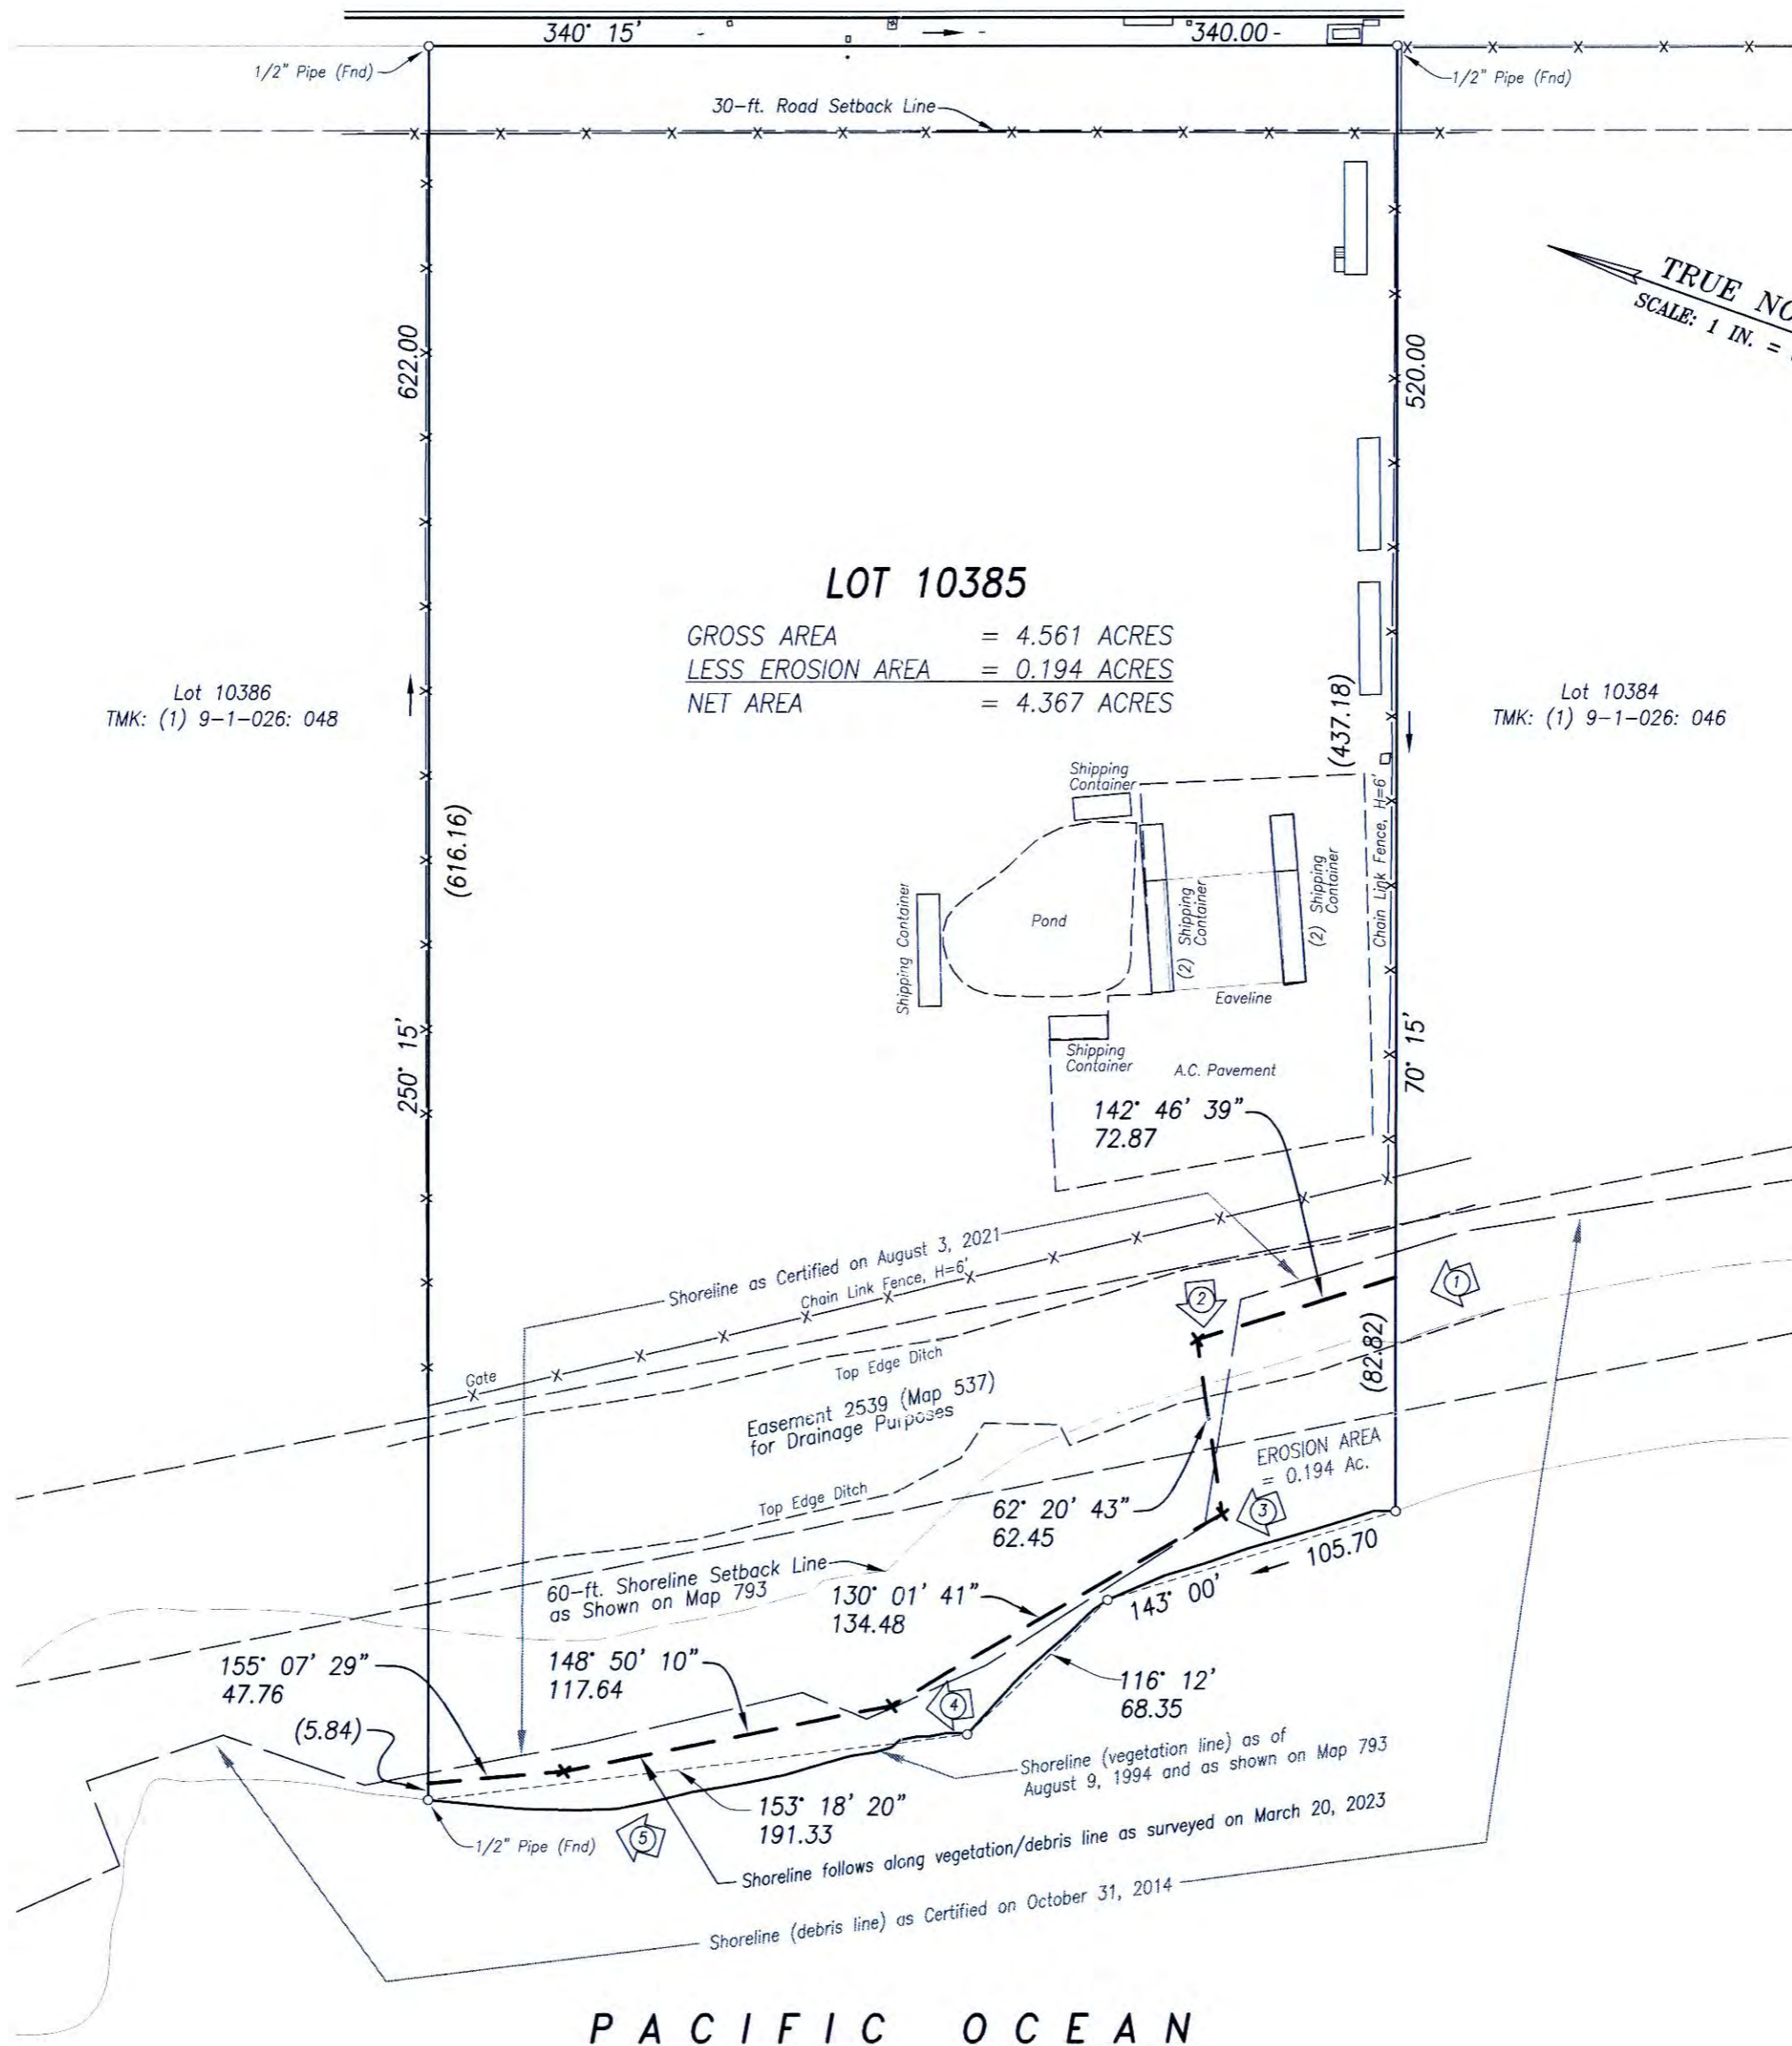 340° 15'
340.00
1/2" Pipe (Fnd)
1/2" Pipe (Fnd)
30-ft. Road Setback Line
TRUE NO
SCALE: 1 IN. =
622.00
520.00
LOT 10385
GROSS AREA = 4.561 ACRES
LESS EROSION AREA = 0.194 ACRES
NET AREA = 4.367 ACRES
Lot 10386
TMK: (1) 9-1-026: 048
Lot 10384
TMK: (1) 9-1-026: 046
(437.18)
(616.16)
Shipping
Container
Chain Link Fence, H=6'
Pond
Shipping Container
(2) Shipping
Container
(2) Shipping
Container
Eaveline
Shipping
Container
A.C. Pavement
250° 15'
70° 15'
142° 46' 39"
72.87
Shoreline as Certified on August 3, 2021
Chain Link Fence, H=6'
1
2
Gate
Top Edge Ditch
(82.82)
Easement 2539 (Map 537)
for Drainage Purposes
EROSION AREA
= 0.194 Ac.
Top Edge Ditch
62° 20' 43"
62.45
3
105.70
143° 00'
60-ft. Shoreline Setback Line
as Shown on Map 793
130° 01' 41"
134.48
155° 07' 29"
47.76
148° 50' 10"
117.64
116° 12'
68.35
4
(5.84)
Shoreline (vegetation line) as of
August 9, 1994 and as shown on Map 793
153° 18' 20"
191.33
1/2" Pipe (Fnd)
5
Shoreline follows along vegetation/debris line as surveyed on March 20, 2023
Shoreline (debris line) as Certified on October 31, 2014
PACIFIC OCEAN